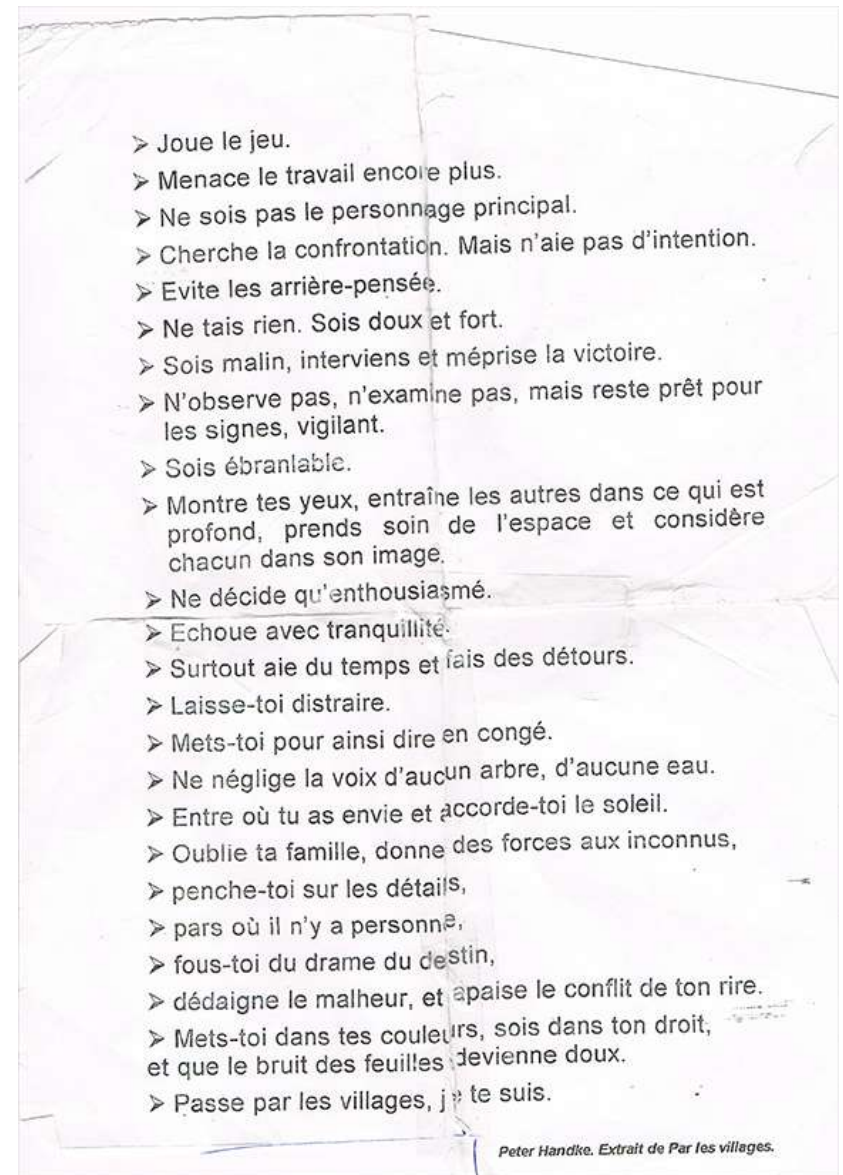 ➢ Joue le jeu.
➢ Menace le travail encore plus.
➢ Ne sois pas le personnage principal.
➢ Cherche la confrontation. Mais n'aie pas d'intention.
➢ Evite les arrière-pensée.
➢ Ne tais rien. Sois doux et fort.
➢ Sois malin, interviens et méprise la victoire.
➢ N'observe pas, n'examine pas, mais reste prêt pour
les signes, vigilant.
➢ Sois ébranlable.
➢ Montre tes yeux, entraîne les autres dans ce qui est
profond, prends soin de l'espace et considère
chacun dans son image.
➢ Ne décide qu'enthousiasmé.
➢ Echoue avec tranquillité.
➢ Surtout aie du temps et fais des détours.
➢ Laisse-toi distraire.
➢ Mets-toi pour ainsi dire en congé.
➢ Ne néglige la voix d'aucun arbre, d'aucune eau.
➢ Entre où tu as envie et accorde-toi le soleil.
➢ Oublie ta famille, donne des forces aux inconnus,
➢ penche-toi sur les détails,
➢ pars où il n'y a personne,
➢ fous-toi du drame du destin,
➢ dédaigne le malheur, et apaise le conflit de ton rire.
➢ Mets-toi dans tes couleurs, sois dans ton droit,
et que le bruit des feuilles devienne doux.
➢ Passe par les villages, je te suis.
Peter Handke. Extrait de Par les villages.